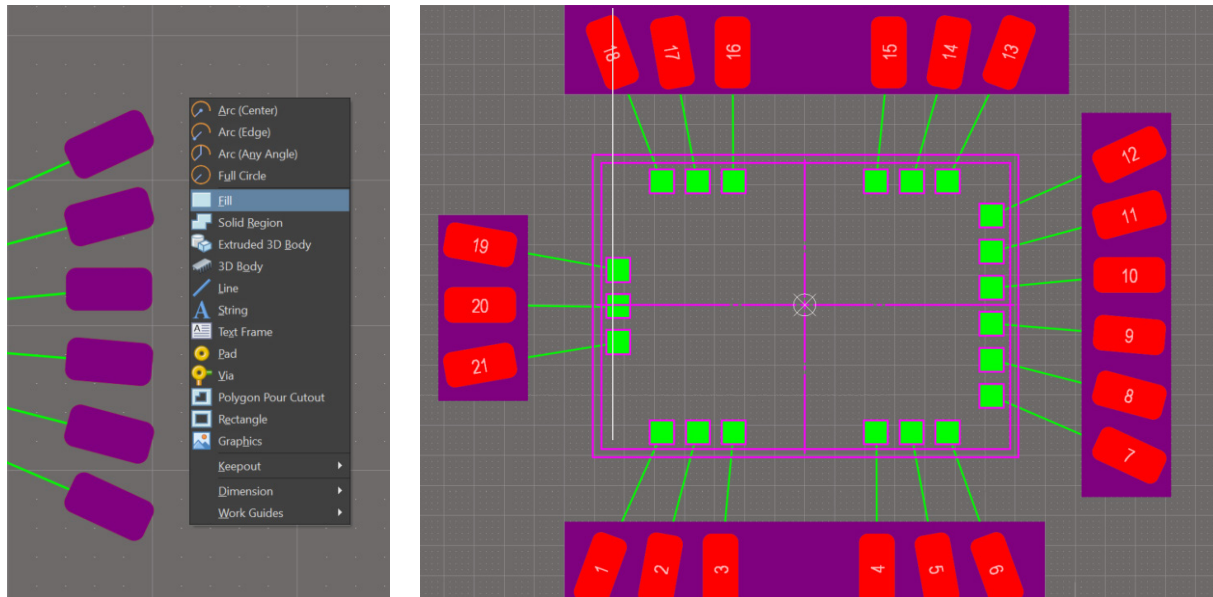 Arc (Center)
Arc (Edge)
Arc (Any Angle)
Full Circle
Fill
Solid Region
Extruded 3D Body
3D Body
Line
String
Text Frame
Pad
Via
Polygon Pour Cutout
Rectangle
Graphics
Keepout
Dimension
Work Guides
18 17 16 15 14 13
12
11
19
10
20
9
21
8
7
1 2 3 4 5 6